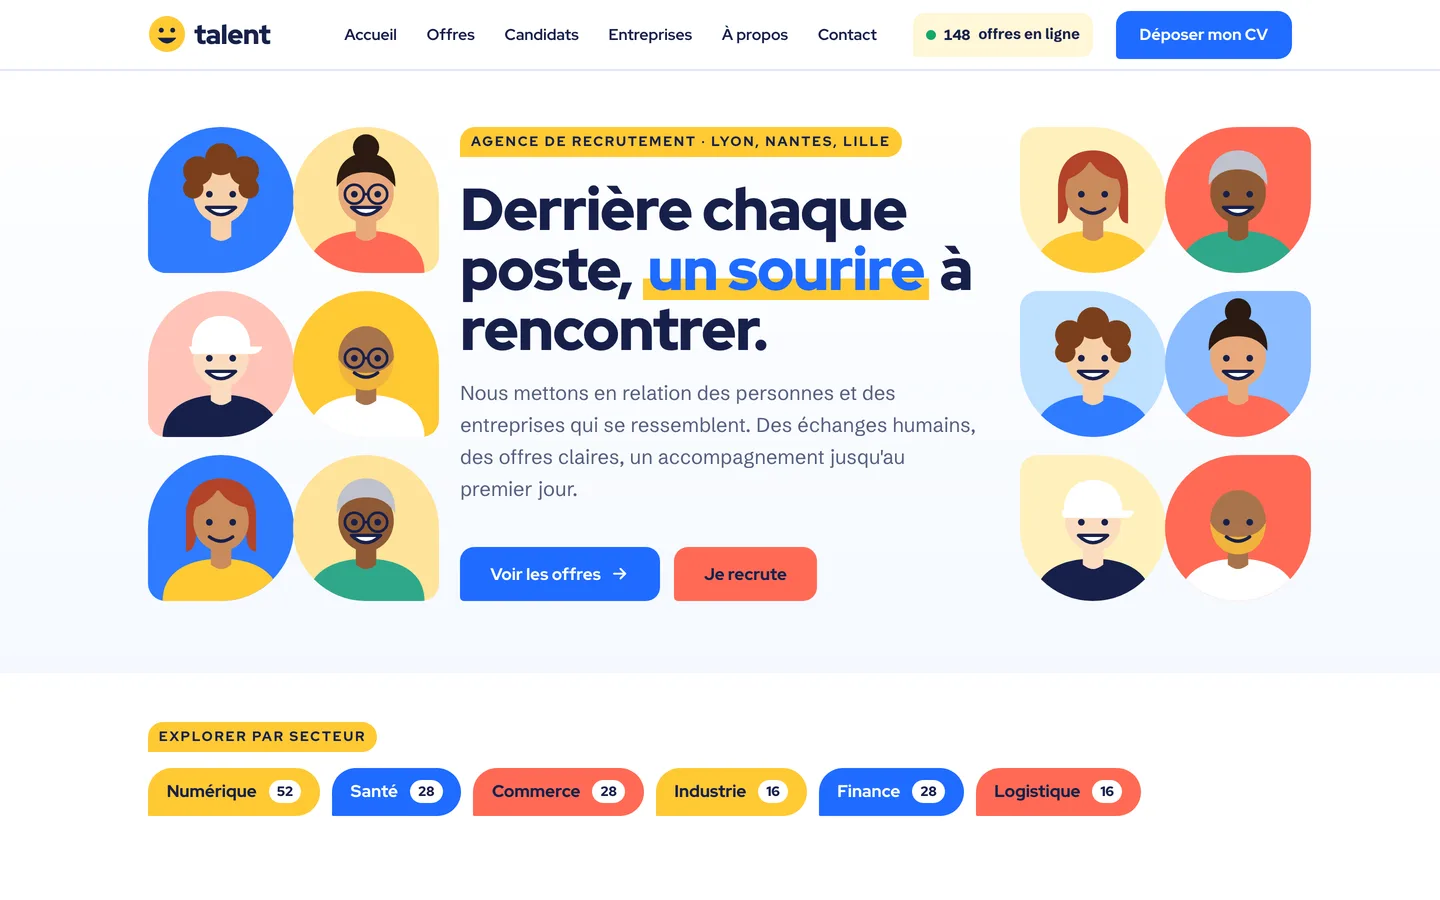 talent
Accueil
Offres
Candidats
Entreprises
À propos
Contact
148 offres en ligne
Déposer mon CV
AGENCE DE RECRUTEMENT · LYON, NANTES, LILLE
Derrière chaque
poste, un sourire à
rencontrer.
Nous mettons en relation des personnes et des
entreprises qui se ressemblent. Des échanges humains,
des offres claires, un accompagnement jusqu'au
premier jour.
Voir les offres →
Je recrute
EXPLORER PAR SECTEUR
Numérique 52
Santé 28
Commerce 28
Industrie 16
Finance 28
Logistique 16